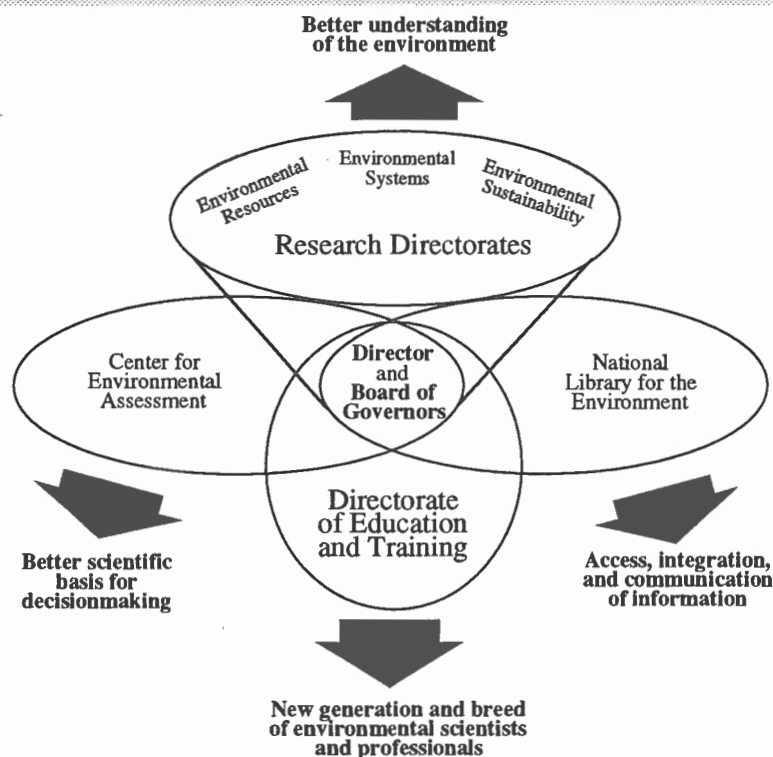 Better understanding
of the environment
Environmental
Resources
Environmental
Systems
Environmental
Sustainability
Research Directorates
Center for
Environmental
Assessment
Director
and
Board of
Governors
National
Library for the
Environment
Directorate
of Education
and Training
Better scientific
basis for
decisionmaking
Access, integration,
and communication
of information
New generation and breed
of environmental scientists
and professionals